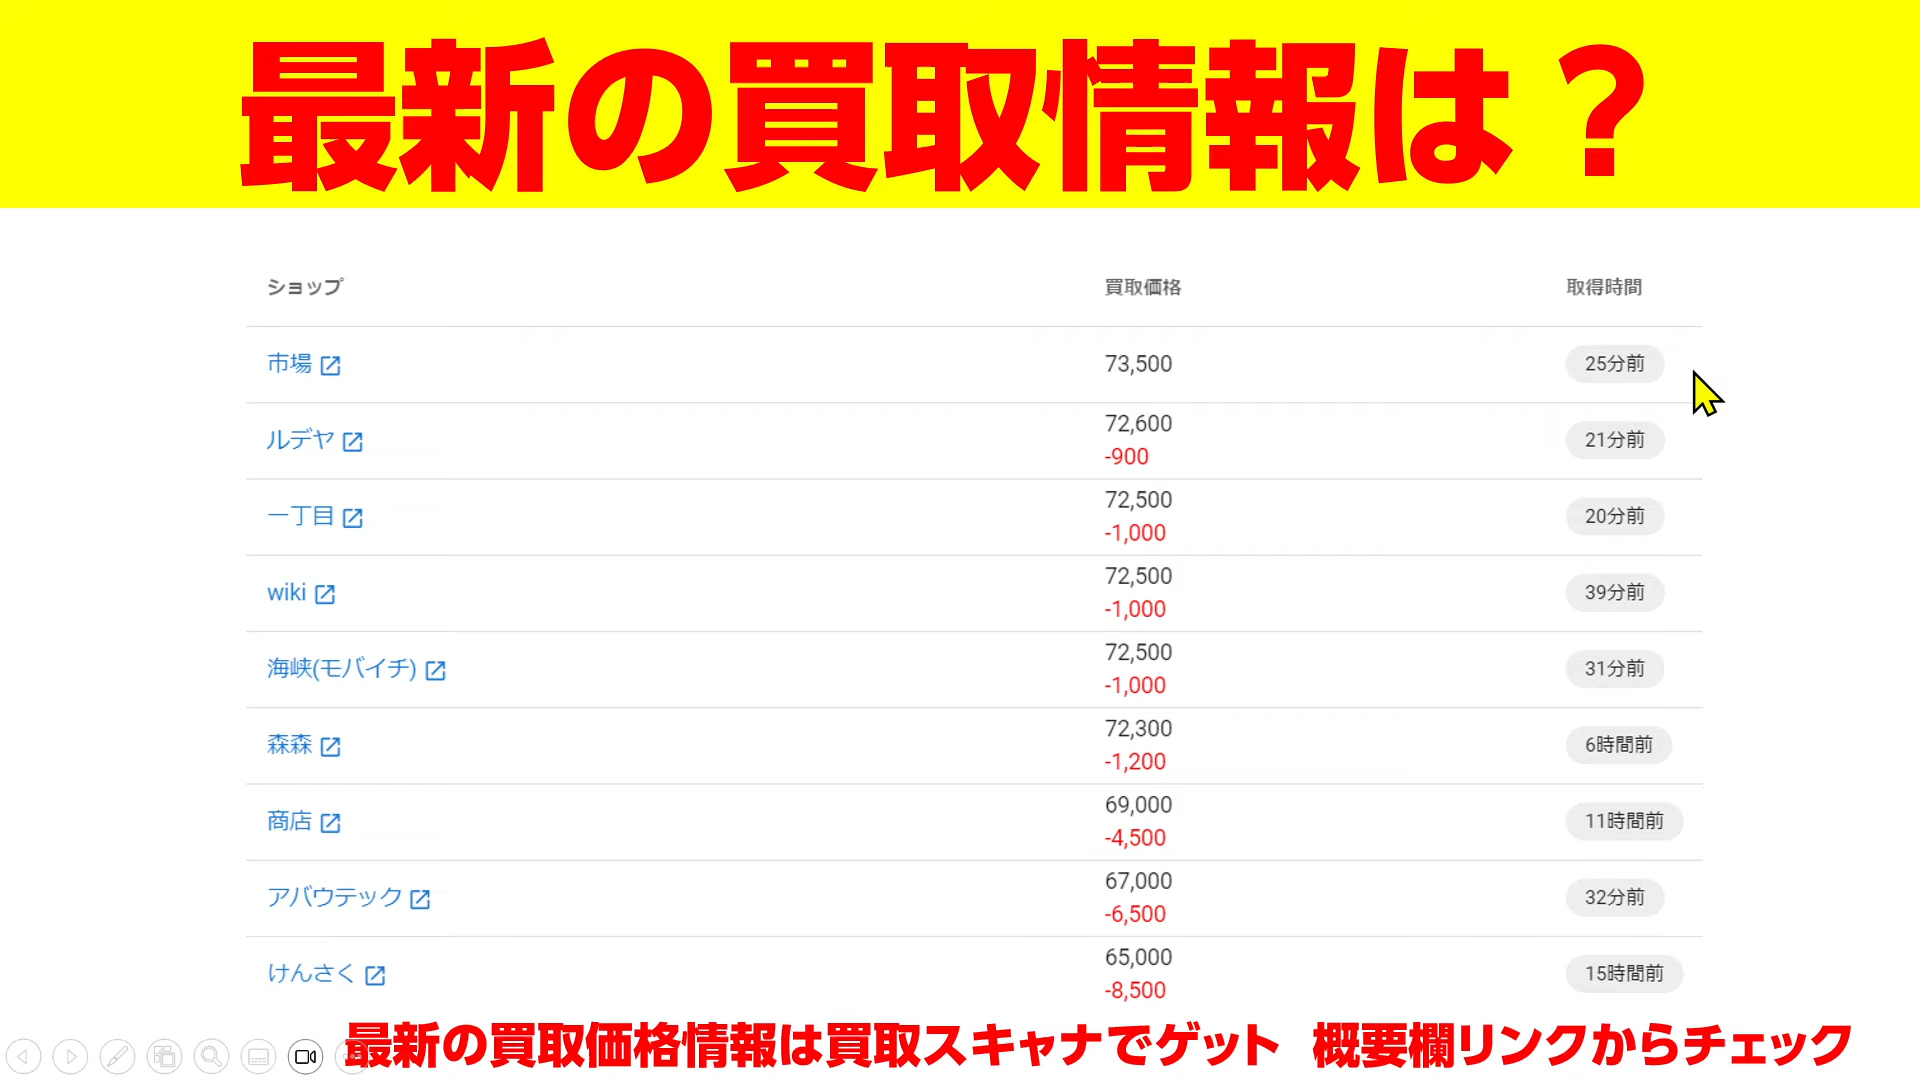 最新の買取情報は？
ショップ 買取価格 取得時間
市場 73,500 25分前
ルデヤ 72,600 21分前
-900
一丁目 72,500 20分前
-1,000
wiki 72,500 39分前
-1,000
海峡(モバイチ) 72,500 31分前
-1,000
森森 72,300 6時間前
-1,200
商店 69,000 11時間前
-4,500
アバウテック 67,000 32分前
-6,500
けんさく 65,000 15時間前
-8,500
最新の買取価格情報は買取スキャナでゲット 概要欄リンクからチェック